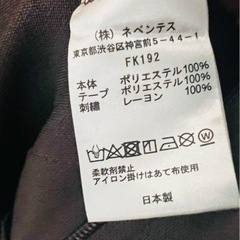 (株) ネペンテス
東京都渋谷区神宮前5-44-1
FK192
本体 ポリエステル100%
テープ ポリエステル100%
刺繍 レーヨン 100%
柔軟剤禁止
アイロン掛けはあて布使用
日本製